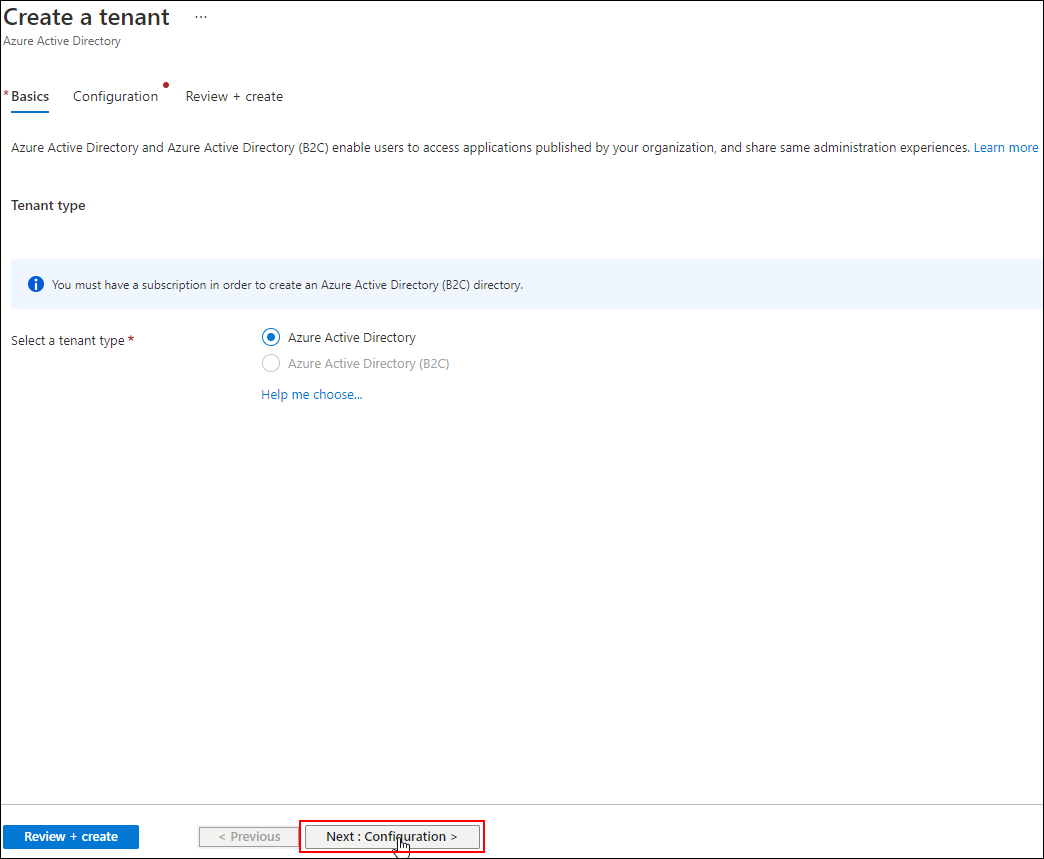 Create a tenant ...
Azure Active Directory
* Basics Configuration Review + create
Azure Active Directory and Azure Active Directory (B2C) enable users to access applications published by your organization, and share same administration experiences. Learn more
Tenant type
You must have a subscription in order to create an Azure Active Directory (B2C) directory.
Select a tenant type *
Azure Active Directory
Azure Active Directory (B2C)
Help me choose...
Review + create
< Previous
Next : Configuration >